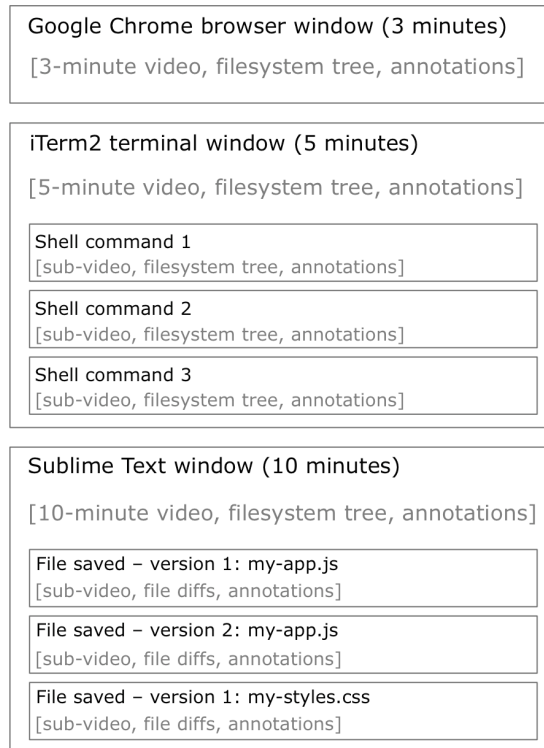 Google Chrome browser window (3 minutes)
[3-minute video, filesystem tree, annotations]
iTerm2 terminal window (5 minutes)
[5-minute video, filesystem tree, annotations]
Shell command 1
[sub-video, filesystem tree, annotations]
Shell command 2
[sub-video, filesystem tree, annotations]
Shell command 3
[sub-video, filesystem tree, annotations]
Sublime Text window (10 minutes)
[10-minute video, filesystem tree, annotations]
File saved – version 1: my-app.js
[sub-video, file diffs, annotations]
File saved – version 2: my-app.js
[sub-video, file diffs, annotations]
File saved – version 1: my-styles.css
[sub-video, file diffs, annotations]